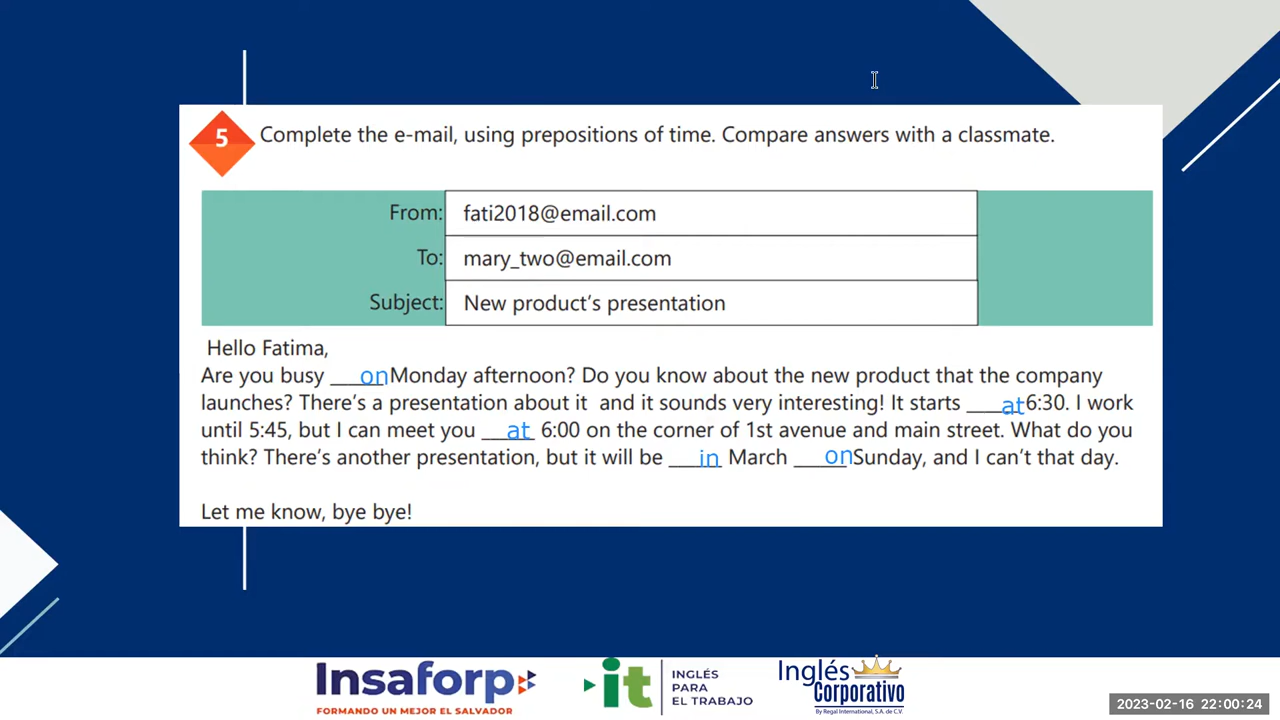 5 Complete the e-mail, using prepositions of time. Compare answers with a classmate.
From: fati2018@email.com
To: mary_two@email.com
Subject: New product's presentation
Hello Fatima,
Are you busy ____on Monday afternoon? Do you know about the new product that the company
launches? There's a presentation about it and it sounds very interesting! It starts ____at 6:30. I work
until 5:45, but I can meet you __at_ 6:00 on the corner of 1st avenue and main street. What do you
think? There's another presentation, but it will be __in_ March ____on Sunday, and I can't that day.
Let me know, bye bye!
Insaforp
FORMANDO UN MEJOR EL SALVADOR
it
INGLÉS
PARA
EL TRABAJO
Inglés
Corporativo
By Regal International, S.A. de C.V.
2023-02-16 22:00:24